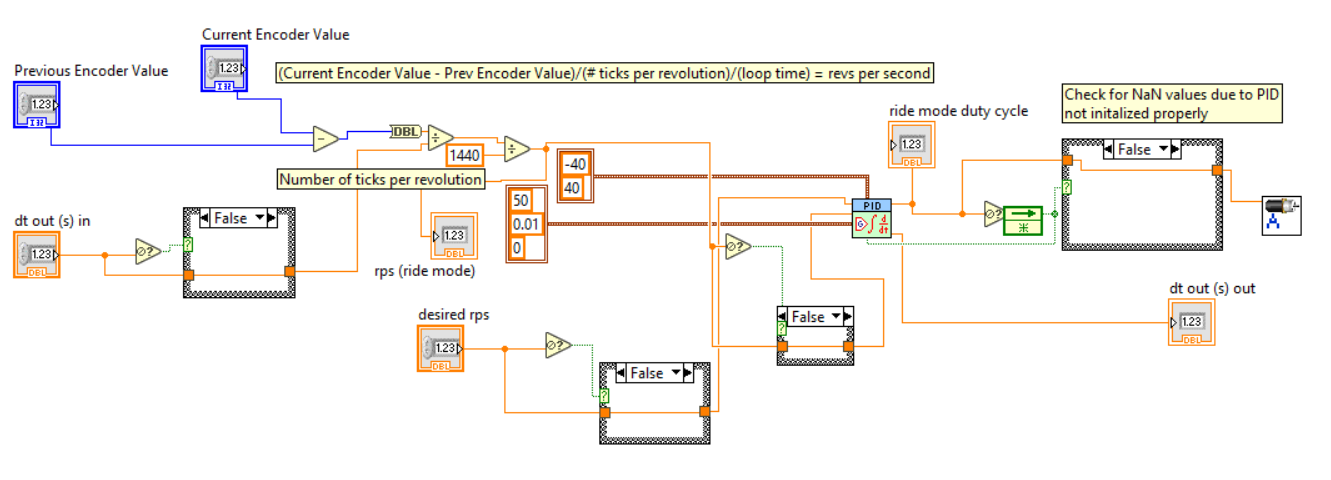 Current Encoder Value
1.23
I32
Previous Encoder Value
1.23
I32
(Current Encoder Value - Prev Encoder Value)/(# ticks per revolution)/(loop time) = revs per second
DBL
1440
Number of ticks per revolution
dt out (s) in
1.23
DBL
?
False
?
1.23
DBL
rps (ride mode)
50
0.01
0
-40
40
desired rps
1.23
DBL
?
False
?
?
False
?
PID
d
dt
ride mode duty cycle
1.23
DBL
?
Check for NaN values due to PID
not initalized properly
False
?
A
dt out (s) out
1.23
DBL